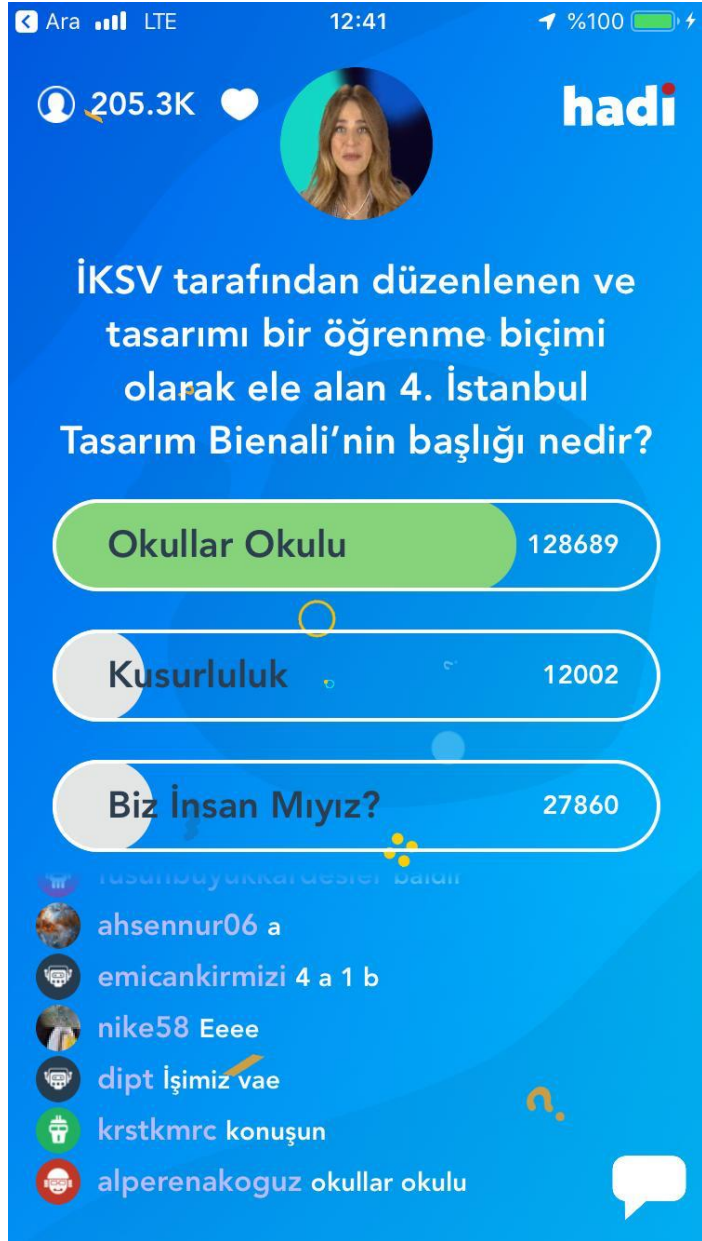 Ara LTE 12:41 %100
205.3K
hadi
İKSV tarafından düzenlenen ve
tasarımı bir öğrenme biçimi
olarak ele alan 4. İstanbul
Tasarım Bienali’nin başlığı nedir?
Okullar Okulu 128689
Kusurluluk 12002
Biz İnsan Mıyız? 27860
ahsennur06 a
emicankirmizi 4 a 1 b
nike58 Eeee
dipt İşimiz vae
krstkmrc konuşun
alperenakoguz okullar okulu